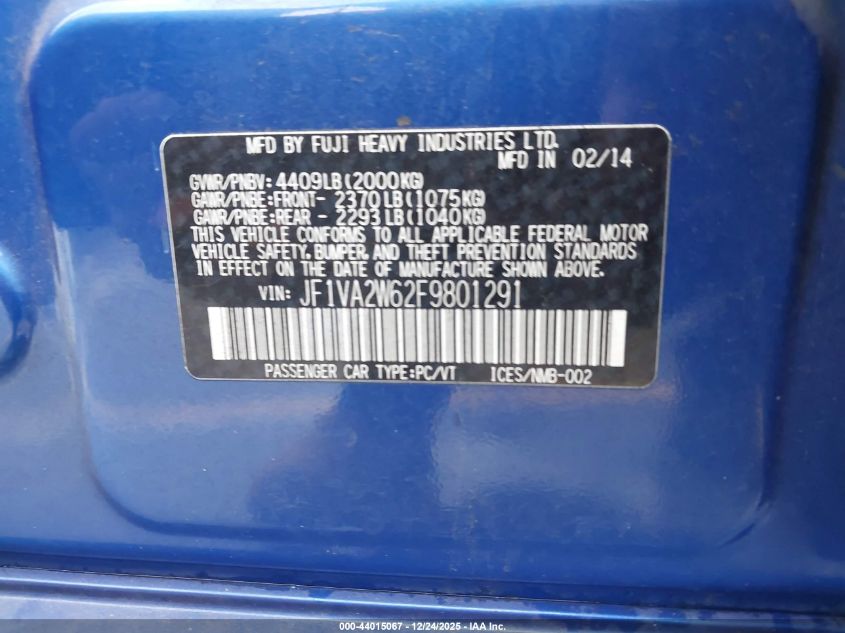 MFD BY FUJI HEAVY INDUSTRIES LTD.
MFD IN 02/14
GVWR/PNBV: 4409LB(2000KG)
GAWR/PNBE:FRONT- 2370LB(1075KG)
GAWR/PNBE:REAR - 2293LB(1040KG)
THIS VEHICLE CONFORMS TO ALL APPLICABLE FEDERAL MOTOR
VEHICLE SAFETY, BUMPER, AND THEFT PREVENTION STANDARDS
IN EFFECT ON THE DATE OF MANUFACTURE SHOWN ABOVE.
VIN: JF1VA2W62F9801291
PASSENGER CAR TYPE:PC/VT ICES/NMB-002
000-44015067 - 12/24/2025 - IAA Inc.